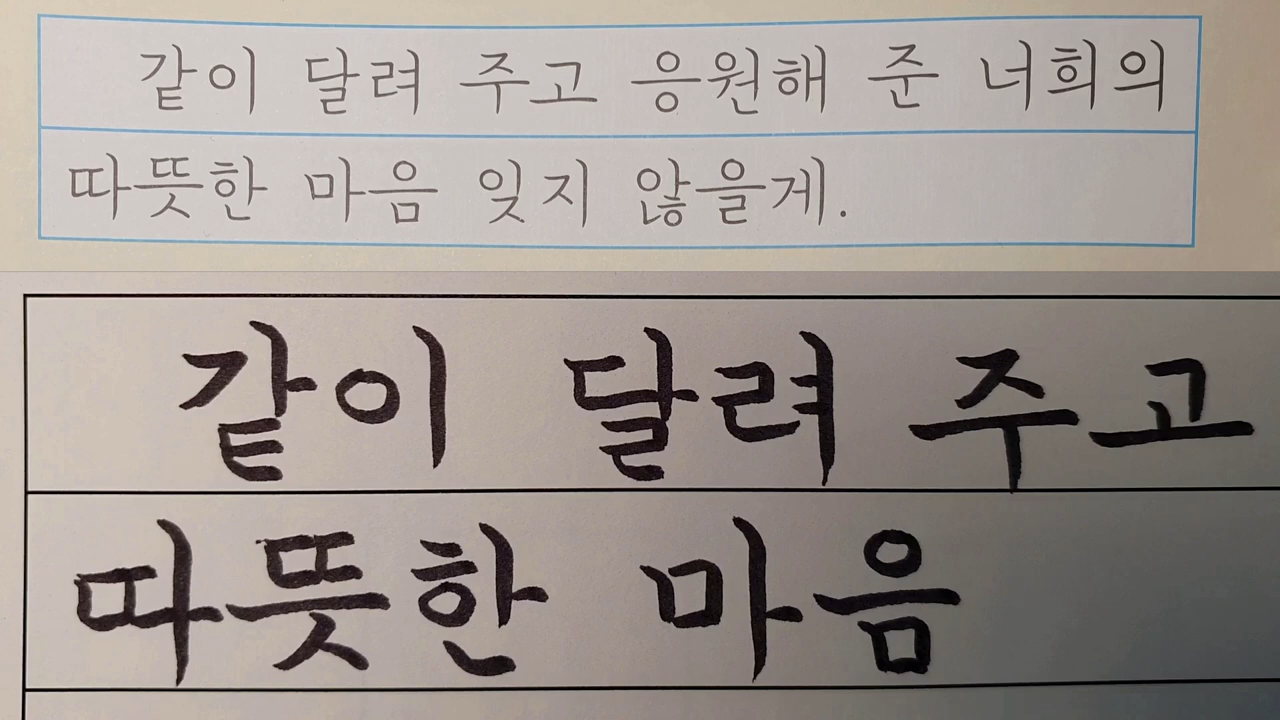 같이 달려 주고 응원해 준 너희의
따뜻한 마음 잊지 않을게.
같이 달려 주고
따뜻한 마음